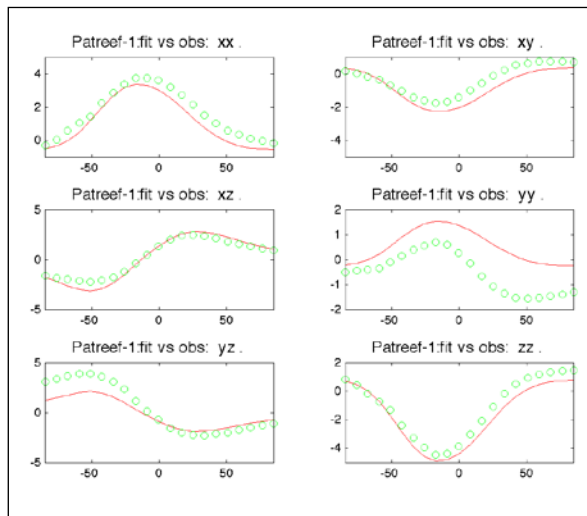 Patreef-1:fit vs obs: xx .
4
2
0
-50 0 50
Patreef-1:fit vs obs: xy .
0
-2
-4
-50 0 50
Patreef-1:fit vs obs: xz .
5
0
-5
-50 0 50
Patreef-1:fit vs obs: yy .
2
1
0
-1
-2
-50 0 50
Patreef-1:fit vs obs: yz .
5
0
-5
-50 0 50
Patreef-1:fit vs obs: zz .
2
0
-2
-4
-50 0 50